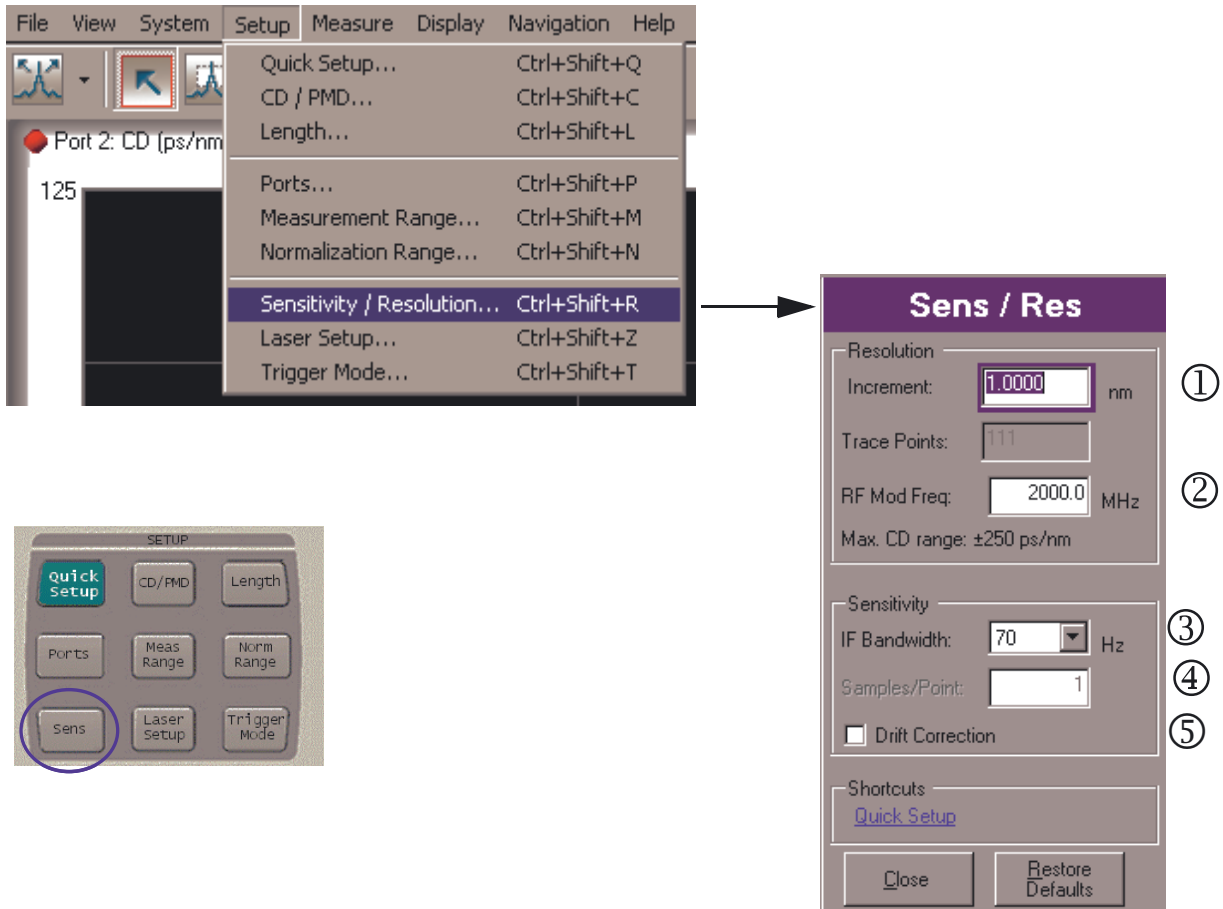 File View System Setup Measure Display Navigation Help
Quick Setup... Ctrl+Shift+Q
CD / PMD... Ctrl+Shift+C
Length... Ctrl+Shift+L
Port 2: CD (ps/nm
125
Ports... Ctrl+Shift+P
Measurement Range... Ctrl+Shift+M
Normalization Range... Ctrl+Shift+N
Sensitivity / Resolution... Ctrl+Shift+R
Laser Setup... Ctrl+Shift+Z
Trigger Mode... Ctrl+Shift+T
Sens / Res
Resolution
Increment: 1.0000 nm ①
Trace Points: 111
RF Mod Freq: 2000.0 MHz ②
Max. CD range: ±250 ps/nm
Sensitivity
IF Bandwidth: 70 Hz ③
Samples/Point: 1 ④
Drift Correction ⑤
Shortcuts
Quick Setup
Close
Restore
Defaults
SETUP
Quick
Setup
CD/PMD
Length
Ports
Meas
Range
Norm
Range
Sens
Laser
Setup
Trigger
Mode